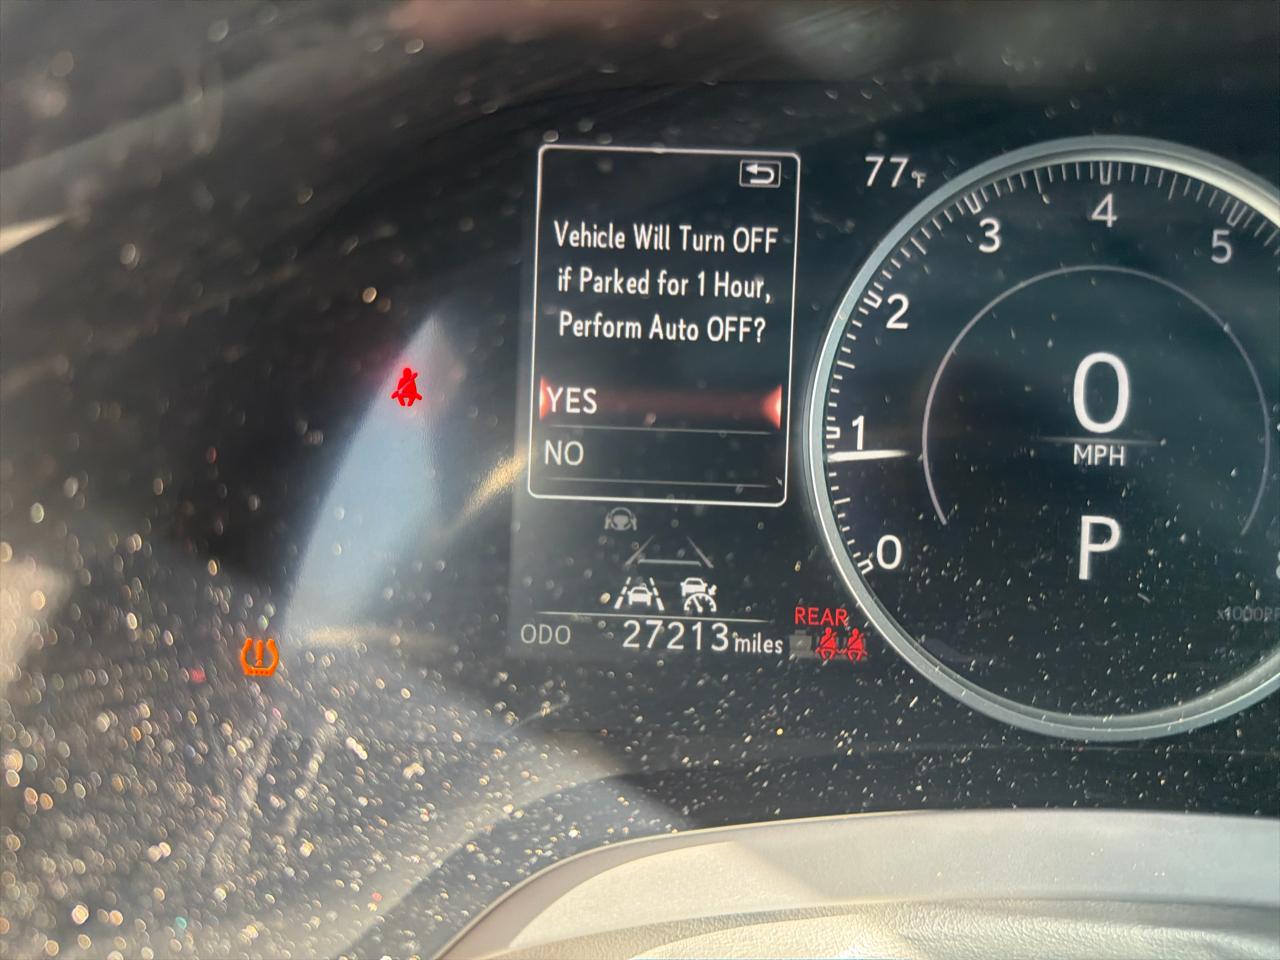 Vehicle Will Turn OFF
if Parked for 1 Hour,
Perform Auto OFF?
YES
NO
77°F
0
1
2
3
4
5
0
MPH
P
ODO 27213 miles
REAR